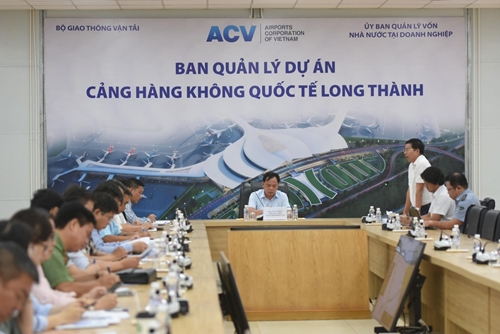 BỘ GIAO THÔNG VẬN TẢI
ACV
AIRPORTS
CORPORATION
OF VIETNAM
ỦY BAN QUẢN LÝ VỐN
NHÀ NƯỚC TẠI DOANH NGHIỆP
BAN QUẢN LÝ DỰ ÁN
CẢNG HÀNG KHÔNG QUỐC TẾ LONG THÀNH